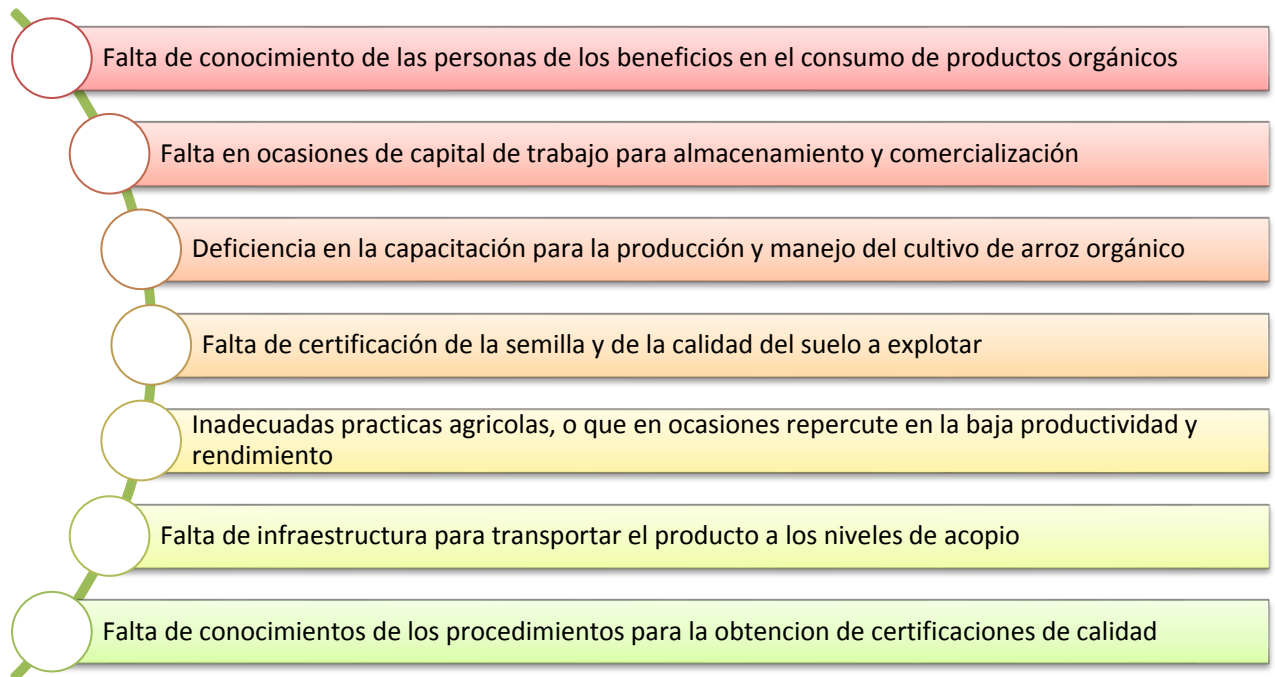 Falta de conocimiento de las personas de los beneficios en el consumo de productos orgánicos
Falta en ocasiones de capital de trabajo para almacenamiento y comercialización
Deficiencia en la capacitación para la producción y manejo del cultivo de arroz orgánico
Falta de certificación de la semilla y de la calidad del suelo a explotar
Inadecuadas practicas agricolas, o que en ocasiones repercute en la baja productividad y
rendimiento
Falta de infraestructura para transportar el producto a los niveles de acopio
Falta de conocimientos de los procedimientos para la obtencion de certificaciones de calidad